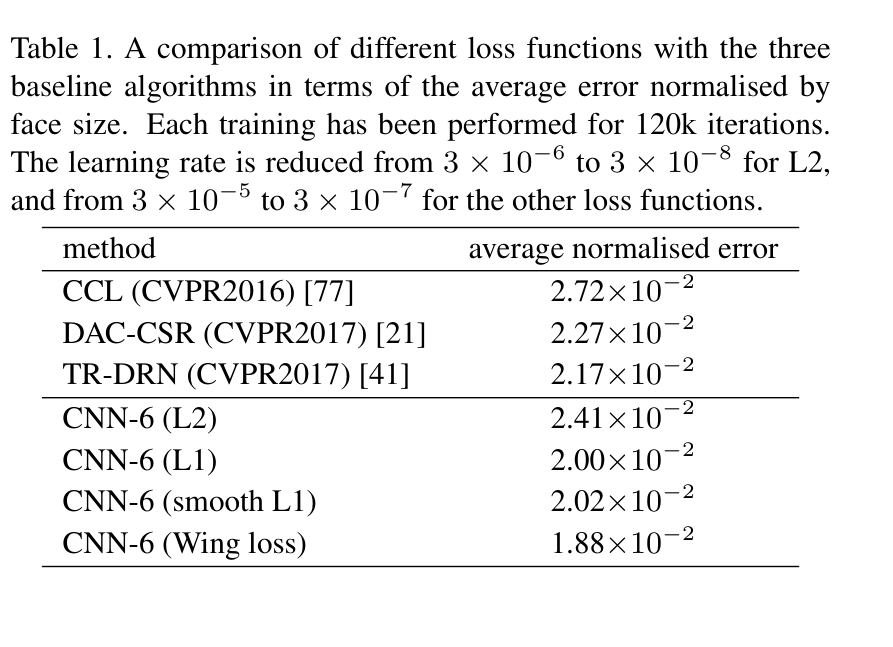 Table 1. A comparison of different loss functions with the three
baseline algorithms in terms of the average error normalised by
face size. Each training has been performed for 120k iterations.
The learning rate is reduced from 3 × 10⁻⁶ to 3 × 10⁻⁸ for L2,
and from 3 × 10⁻⁵ to 3 × 10⁻⁷ for the other loss functions.
method average normalised error
CCL (CVPR2016) [77] 2.72×10⁻²
DAC-CSR (CVPR2017) [21] 2.27×10⁻²
TR-DRN (CVPR2017) [41] 2.17×10⁻²
CNN-6 (L2) 2.41×10⁻²
CNN-6 (L1) 2.00×10⁻²
CNN-6 (smooth L1) 2.02×10⁻²
CNN-6 (Wing loss) 1.88×10⁻²